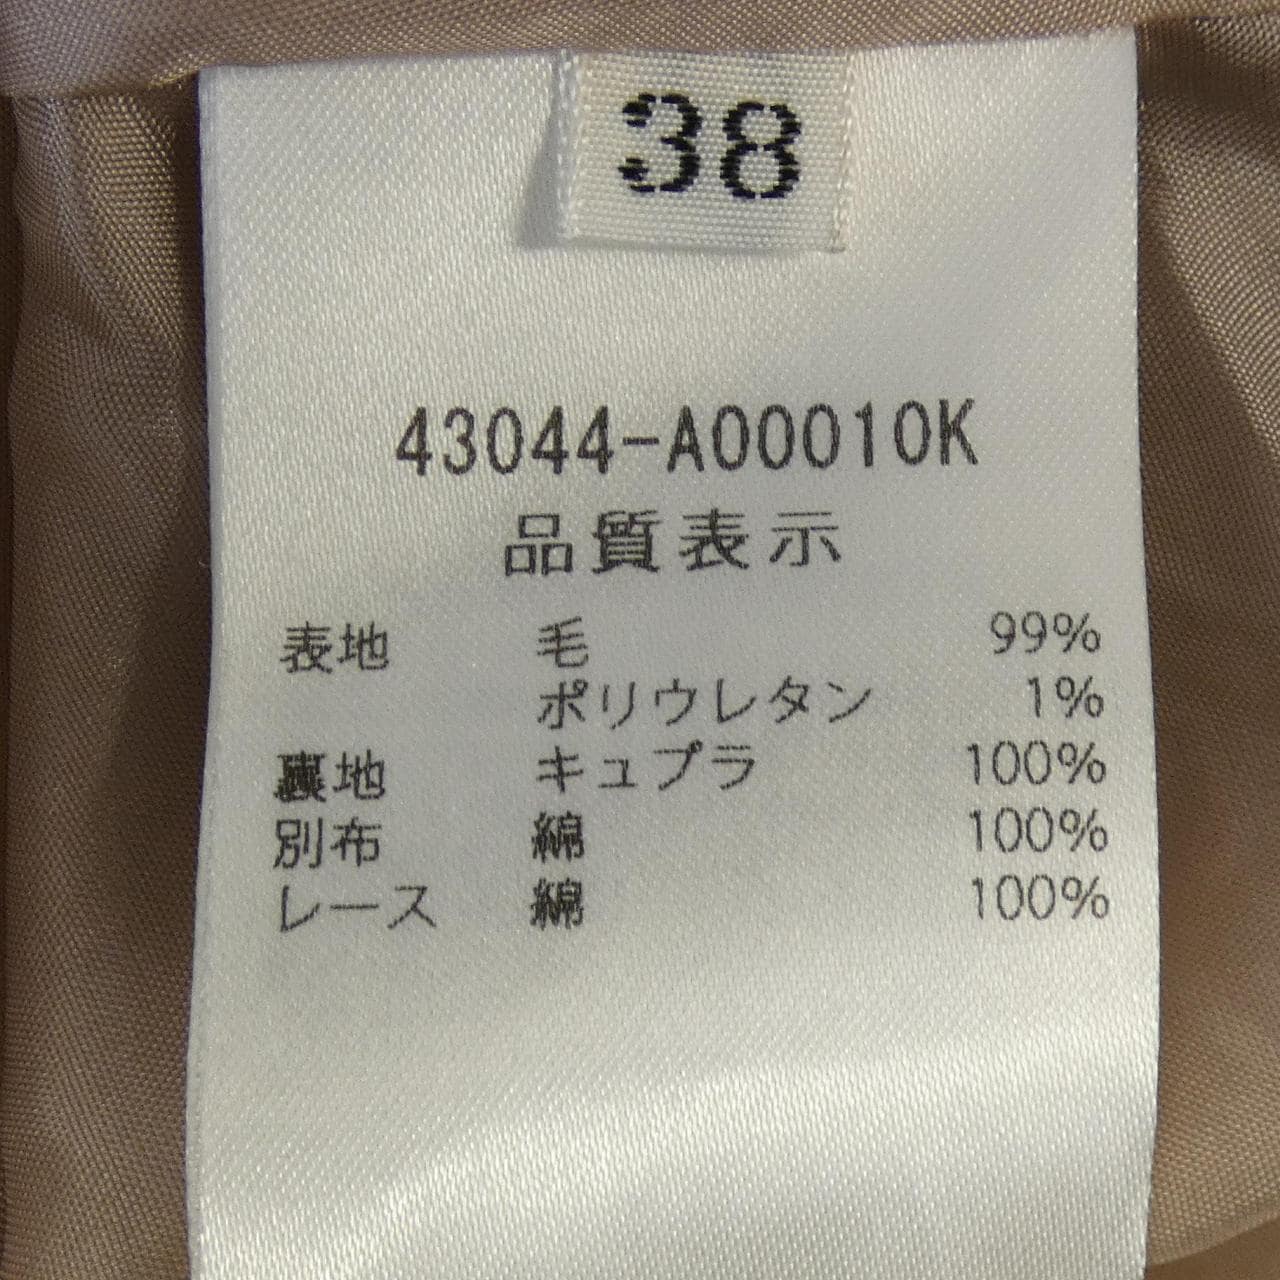 38
43044-A00010K
品質表示
表地 毛 99%
ポリウレタン 1%
裏地 キュプラ 100%
別布 綿 100%
レース 綿 100%